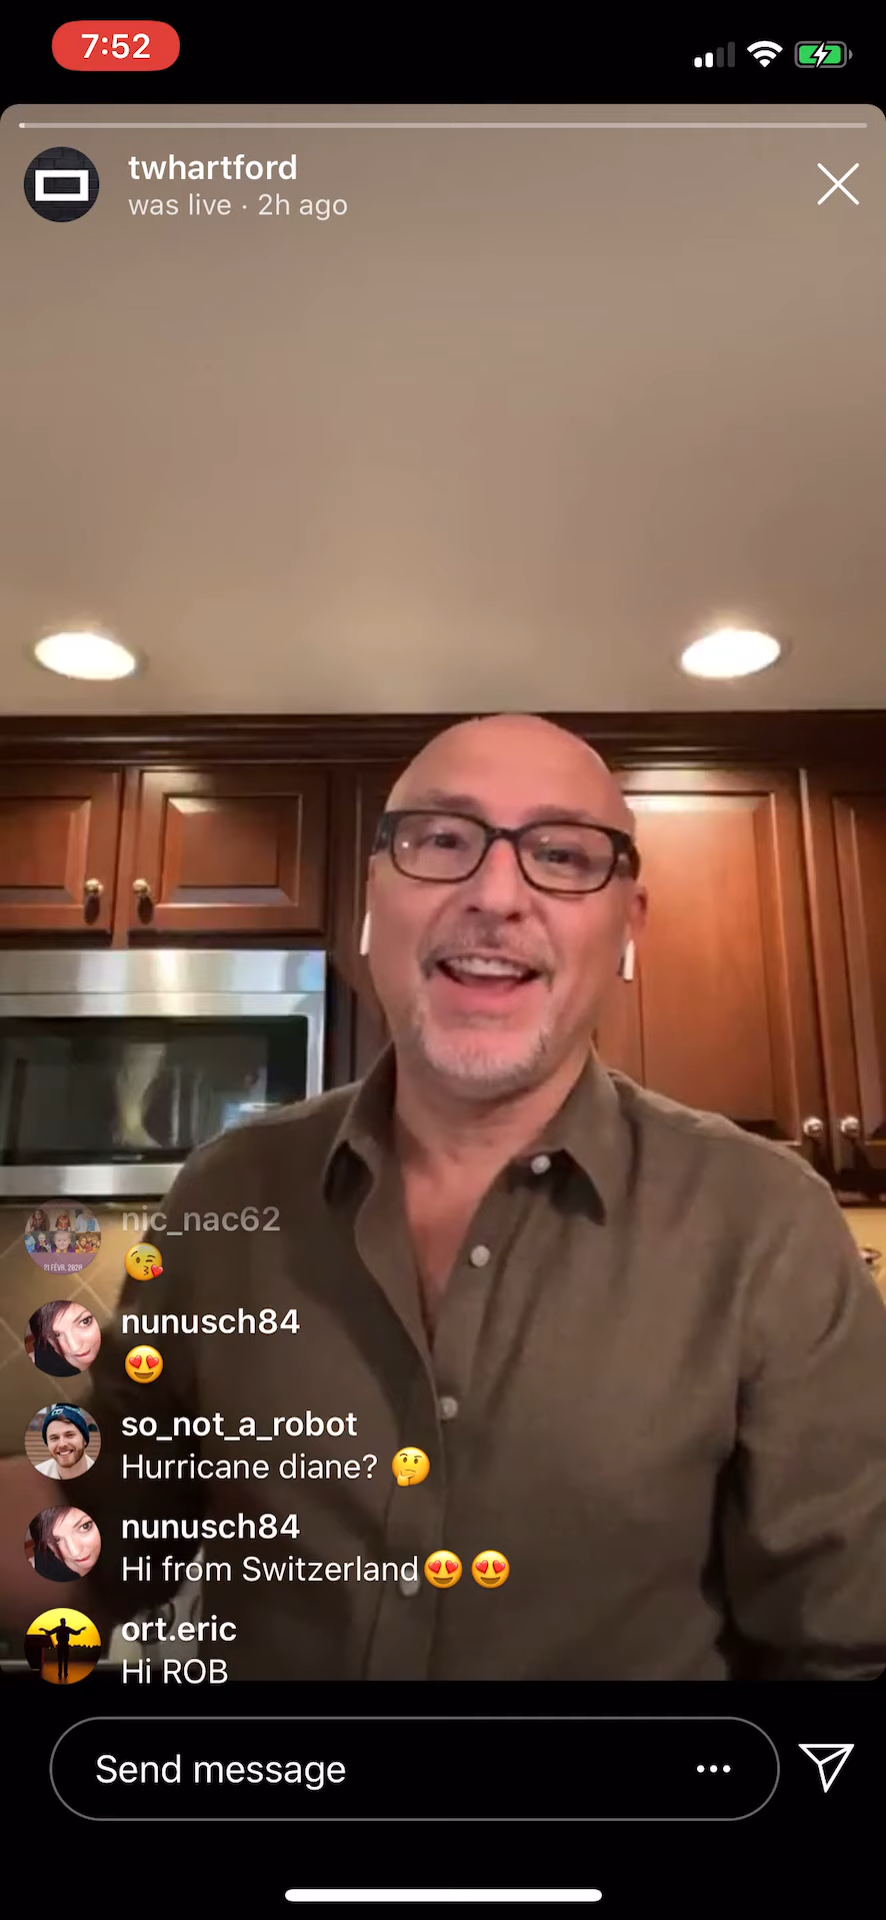 7:52
twhartford
was live · 2h ago
nic_nac62
😘
nunusch84
😍
so_not_a_robot
Hurricane diane? 🤔
nunusch84
Hi from Switzerland😍😍
ort.eric
Hi ROB
Send message